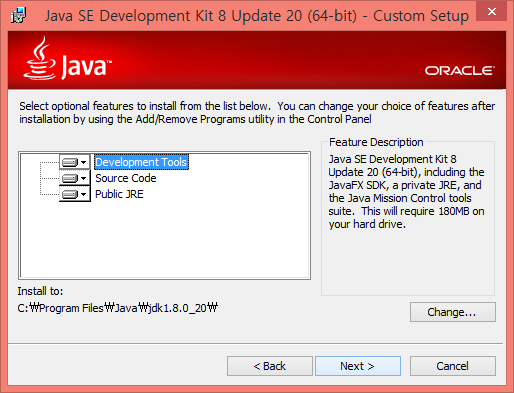 Java SE Development Kit 8 Update 20 (64-bit) - Custom Setup
Java
ORACLE
Select optional features to install from the list below.  You can change your choice of features after
installation by using the Add/Remove Programs utility in the Control Panel
Development Tools
Source Code
Public JRE
Feature Description
Java SE Development Kit 8
Update 20 (64-bit), including the
JavaFX SDK, a private JRE, and
the Java Mission Control tools
suite.  This will require 180MB on
your hard drive.
Install to:
C:₩Program Files₩Java₩jdk1.8.0_20₩
Change...
< Back
Next >
Cancel